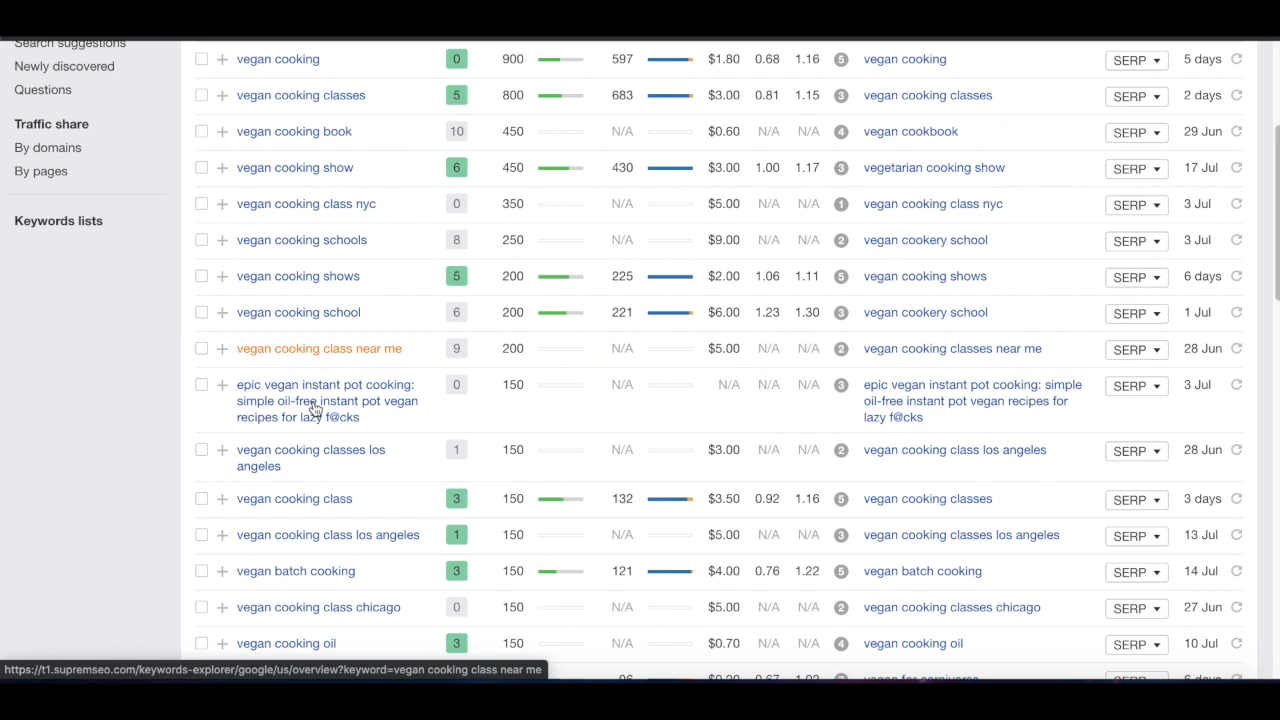 Search suggestions
Newly discovered
Questions
Traffic share
By domains
By pages
Keywords lists
vegan cooking 0 900 597 $1.80 0.68 1.16 5 vegan cooking SERP 5 days
vegan cooking classes 5 800 683 $3.00 0.81 1.15 3 vegan cooking classes SERP 2 days
vegan cooking book 10 450 N/A $0.60 N/A N/A 4 vegan cookbook SERP 29 Jun
vegan cooking show 6 450 430 $3.00 1.00 1.17 3 vegetarian cooking show SERP 17 Jul
vegan cooking class nyc 0 350 N/A $5.00 N/A N/A 1 vegan cooking class nyc SERP 3 Jul
vegan cooking schools 8 250 N/A $9.00 N/A N/A 2 vegan cookery school SERP 3 Jul
vegan cooking shows 5 200 225 $2.00 1.06 1.11 5 vegan cooking shows SERP 6 days
vegan cooking school 6 200 221 $6.00 1.23 1.30 3 vegan cookery school SERP 1 Jul
vegan cooking class near me 9 200 N/A $5.00 N/A N/A 2 vegan cooking classes near me SERP 28 Jun
epic vegan instant pot cooking: 0 150 N/A N/A N/A N/A 3 epic vegan instant pot cooking: simple SERP 3 Jul
simple oil-free instant pot vegan oil-free instant pot vegan recipes for
recipes for lazy f@cks lazy f@cks
vegan cooking classes los 1 150 N/A $3.00 N/A N/A 2 vegan cooking class los angeles SERP 28 Jun
angeles
vegan cooking class 3 150 132 $3.50 0.92 1.16 5 vegan cooking classes SERP 3 days
vegan cooking class los angeles 1 150 N/A $5.00 N/A N/A 3 vegan cooking classes los angeles SERP 13 Jul
vegan batch cooking 3 150 121 $4.00 0.76 1.22 5 vegan batch cooking SERP 14 Jul
vegan cooking class chicago 0 150 N/A $5.00 N/A N/A 2 vegan cooking classes chicago SERP 27 Jun
vegan cooking oil 3 150 N/A $0.70 N/A N/A 4 vegan cooking oil SERP 10 Jul
https://t1.supremseo.com/keywords-explorer/google/us/overview?keyword=vegan cooking class near me